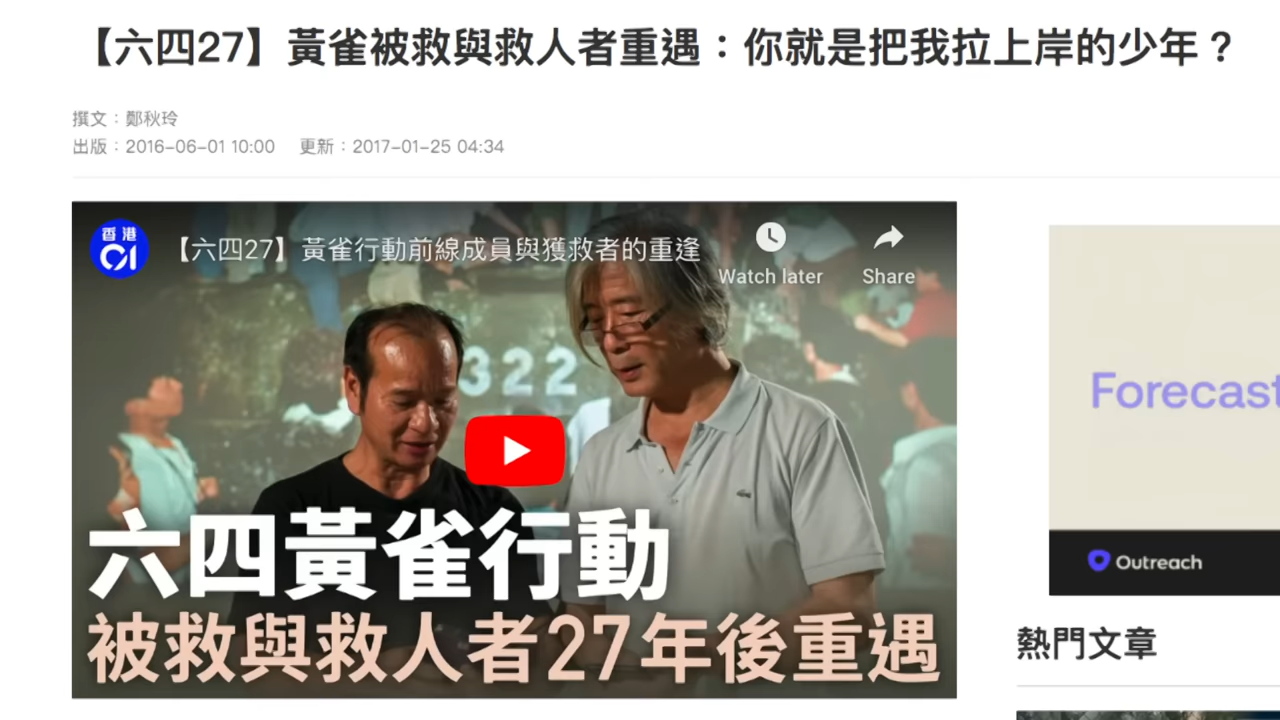 【六四27】黃雀被救與救人者重遇：你就是把我拉上岸的少年？
撰文：鄭秋玲
出版：2016-06-01 10:00 更新：2017-01-25 04:34
香港
01
【六四27】黃雀行動前線成員與獲救者的重逢
Watch later
Share
322
六四黃雀行動
被救與救人者27年後重遇
Forecast
Outreach
熱門文章